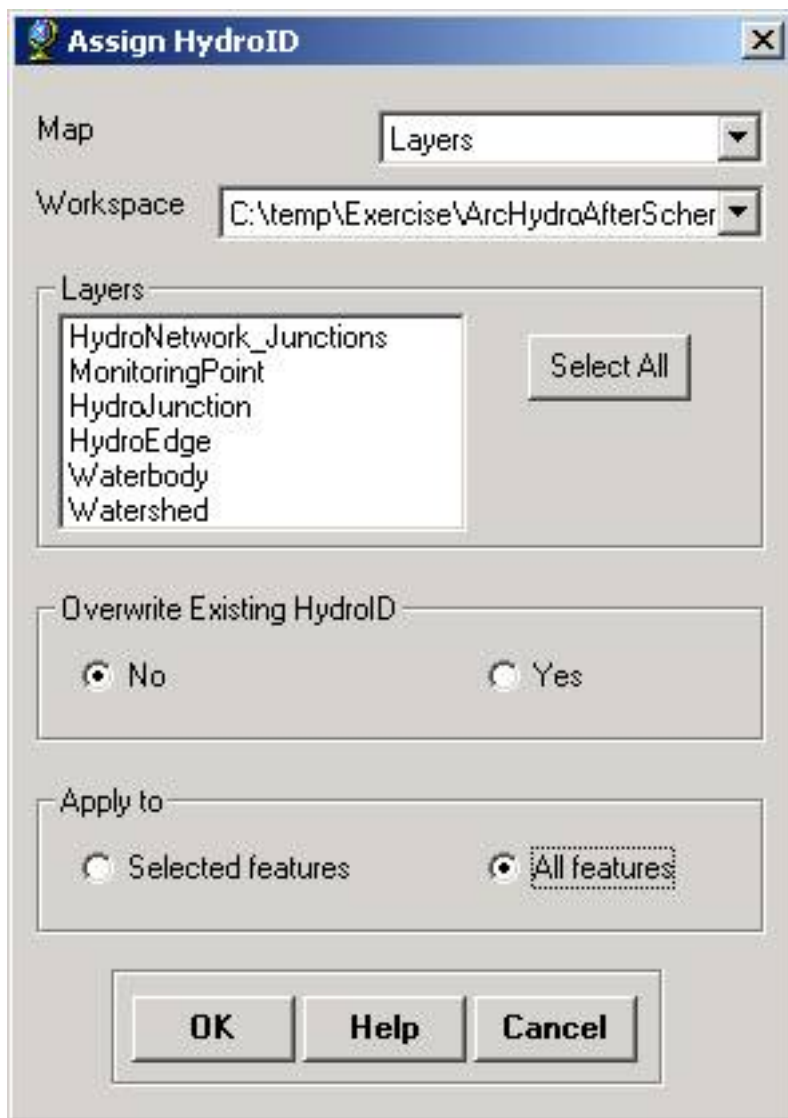 Assign HydroID
Map
Layers
Workspace
C:\temp\Exercise\ArcHydroAfterScher
Layers
HydroNetwork_Junctions
MonitoringPoint
HydroJunction
HydroEdge
Waterbody
Watershed
Select All
Overwrite Existing HydroID
No
Yes
Apply to
Selected features
All features
OK
Help
Cancel